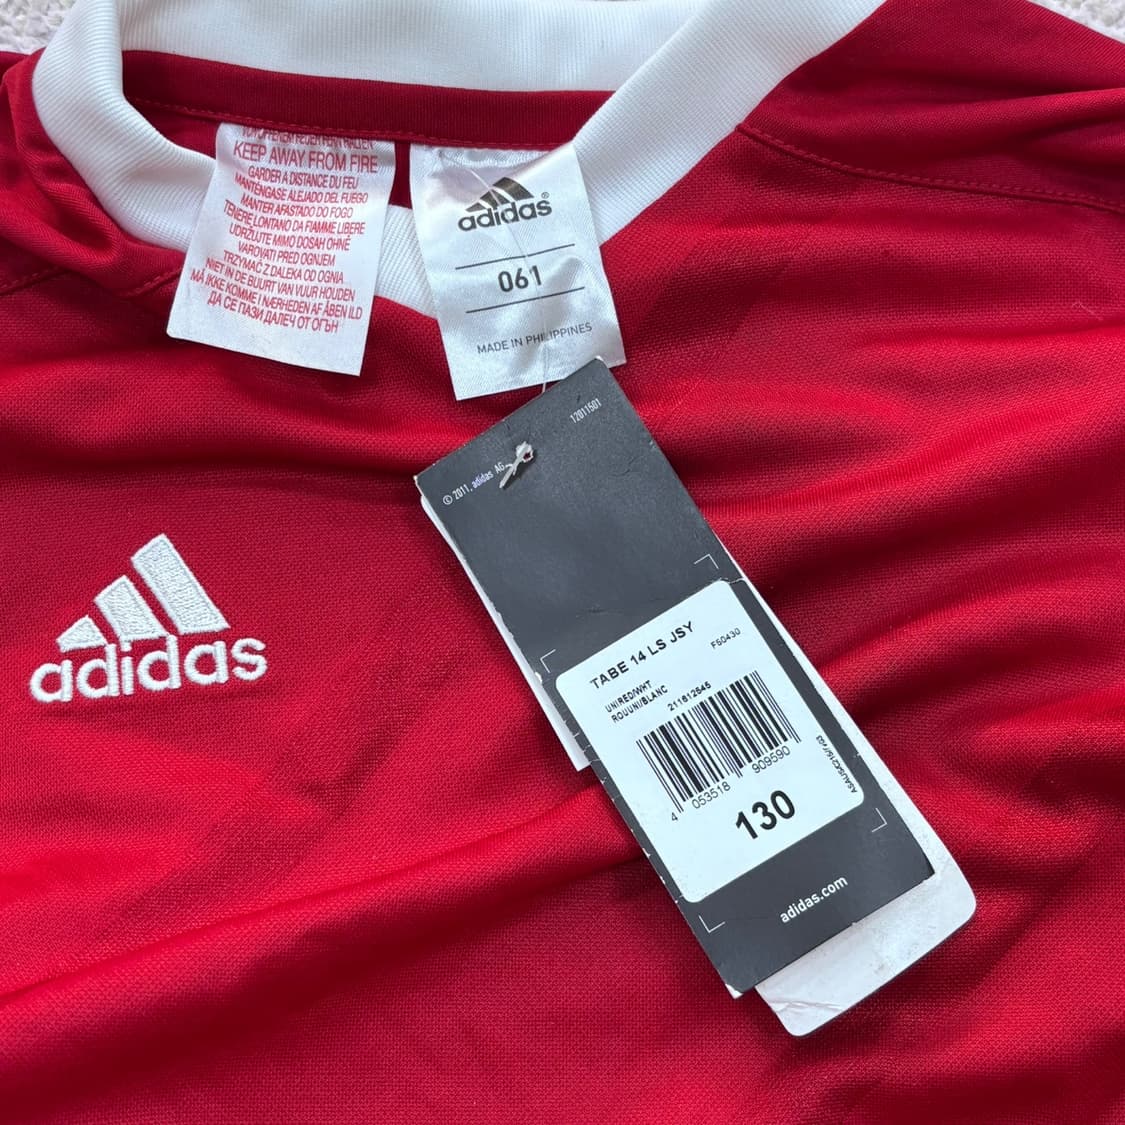 KEEP AWAY FROM FIRE
GARDER A DISTANCE DU FEU
MANTÉNGASE ALEJADO DEL FUEGO
MANTER AFASTADO DO FOGO
TENERE LONTANO DA FIAMME LIBERE
UDRŽUJTE MIMO DOSAH OHNĚ
VAROVATI PRED OGNJEM
TRZYMAĆ Z DALEKA OD OGNIA
NIET IN DE BUURT VAN VUUR HOUDEN
MÅ IKKE KOMME I NÆRHEDEN AF ÅBEN ILD
ДА СЕ ПАЗИ ДАЛЕЧ ОТ ОГЪН
adidas®
061
MADE IN PHILIPPINES
12011501
© 2011, adidas AG
adidas
TABE 14 LS JSY
F50430
UNIRED/WHT
ROUUNI/BLANC
211612545
4 053518 909590
130
adidas.com